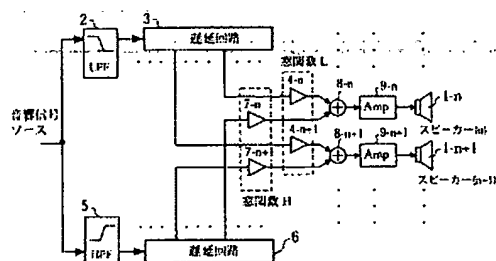 2
3
遅延回路
LPF
音響信号
ソース
窓関数 L
4-n
7-n
8-n
9-n
Amp
1-n
スピーカー(n)
4-n+1
7-n+1
8-n+1
9-n+1
Amp
1-n+1
スピーカー(n+1)
窓関数 H
5
HPF
遅延回路
6